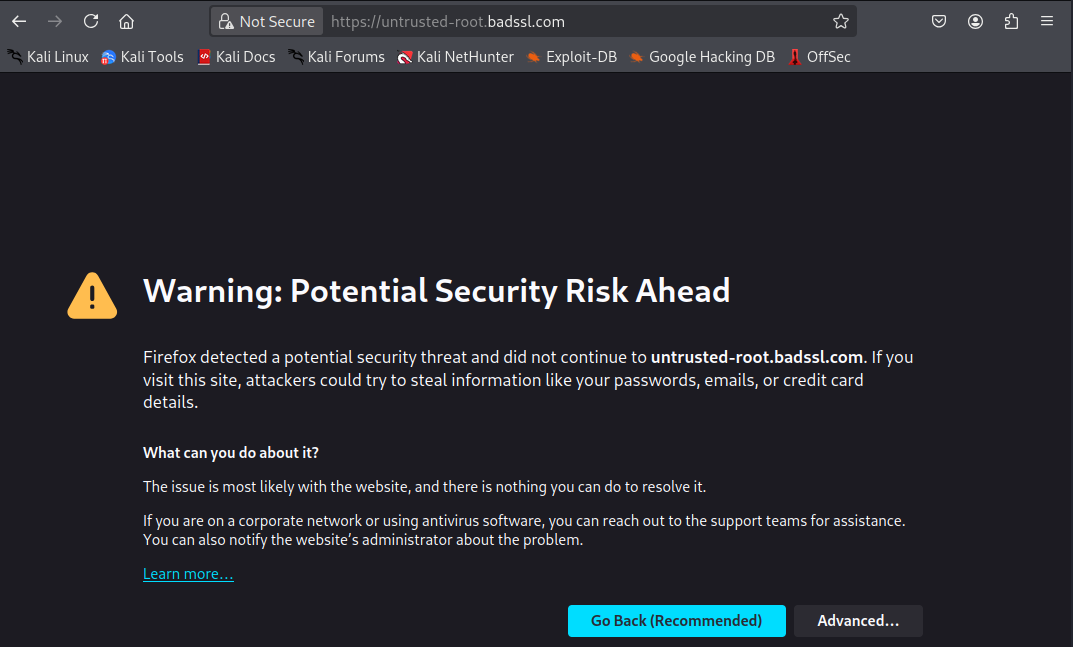 Not Secure https://untrusted-root.badssl.com
Kali Linux Kali Tools Kali Docs Kali Forums Kali NetHunter Exploit-DB Google Hacking DB OffSec
Warning: Potential Security Risk Ahead
Firefox detected a potential security threat and did not continue to untrusted-root.badssl.com. If you
visit this site, attackers could try to steal information like your passwords, emails, or credit card
details.
What can you do about it?
The issue is most likely with the website, and there is nothing you can do to resolve it.
If you are on a corporate network or using antivirus software, you can reach out to the support teams for assistance.
You can also notify the website’s administrator about the problem.
Learn more…
Go Back (Recommended) Advanced…